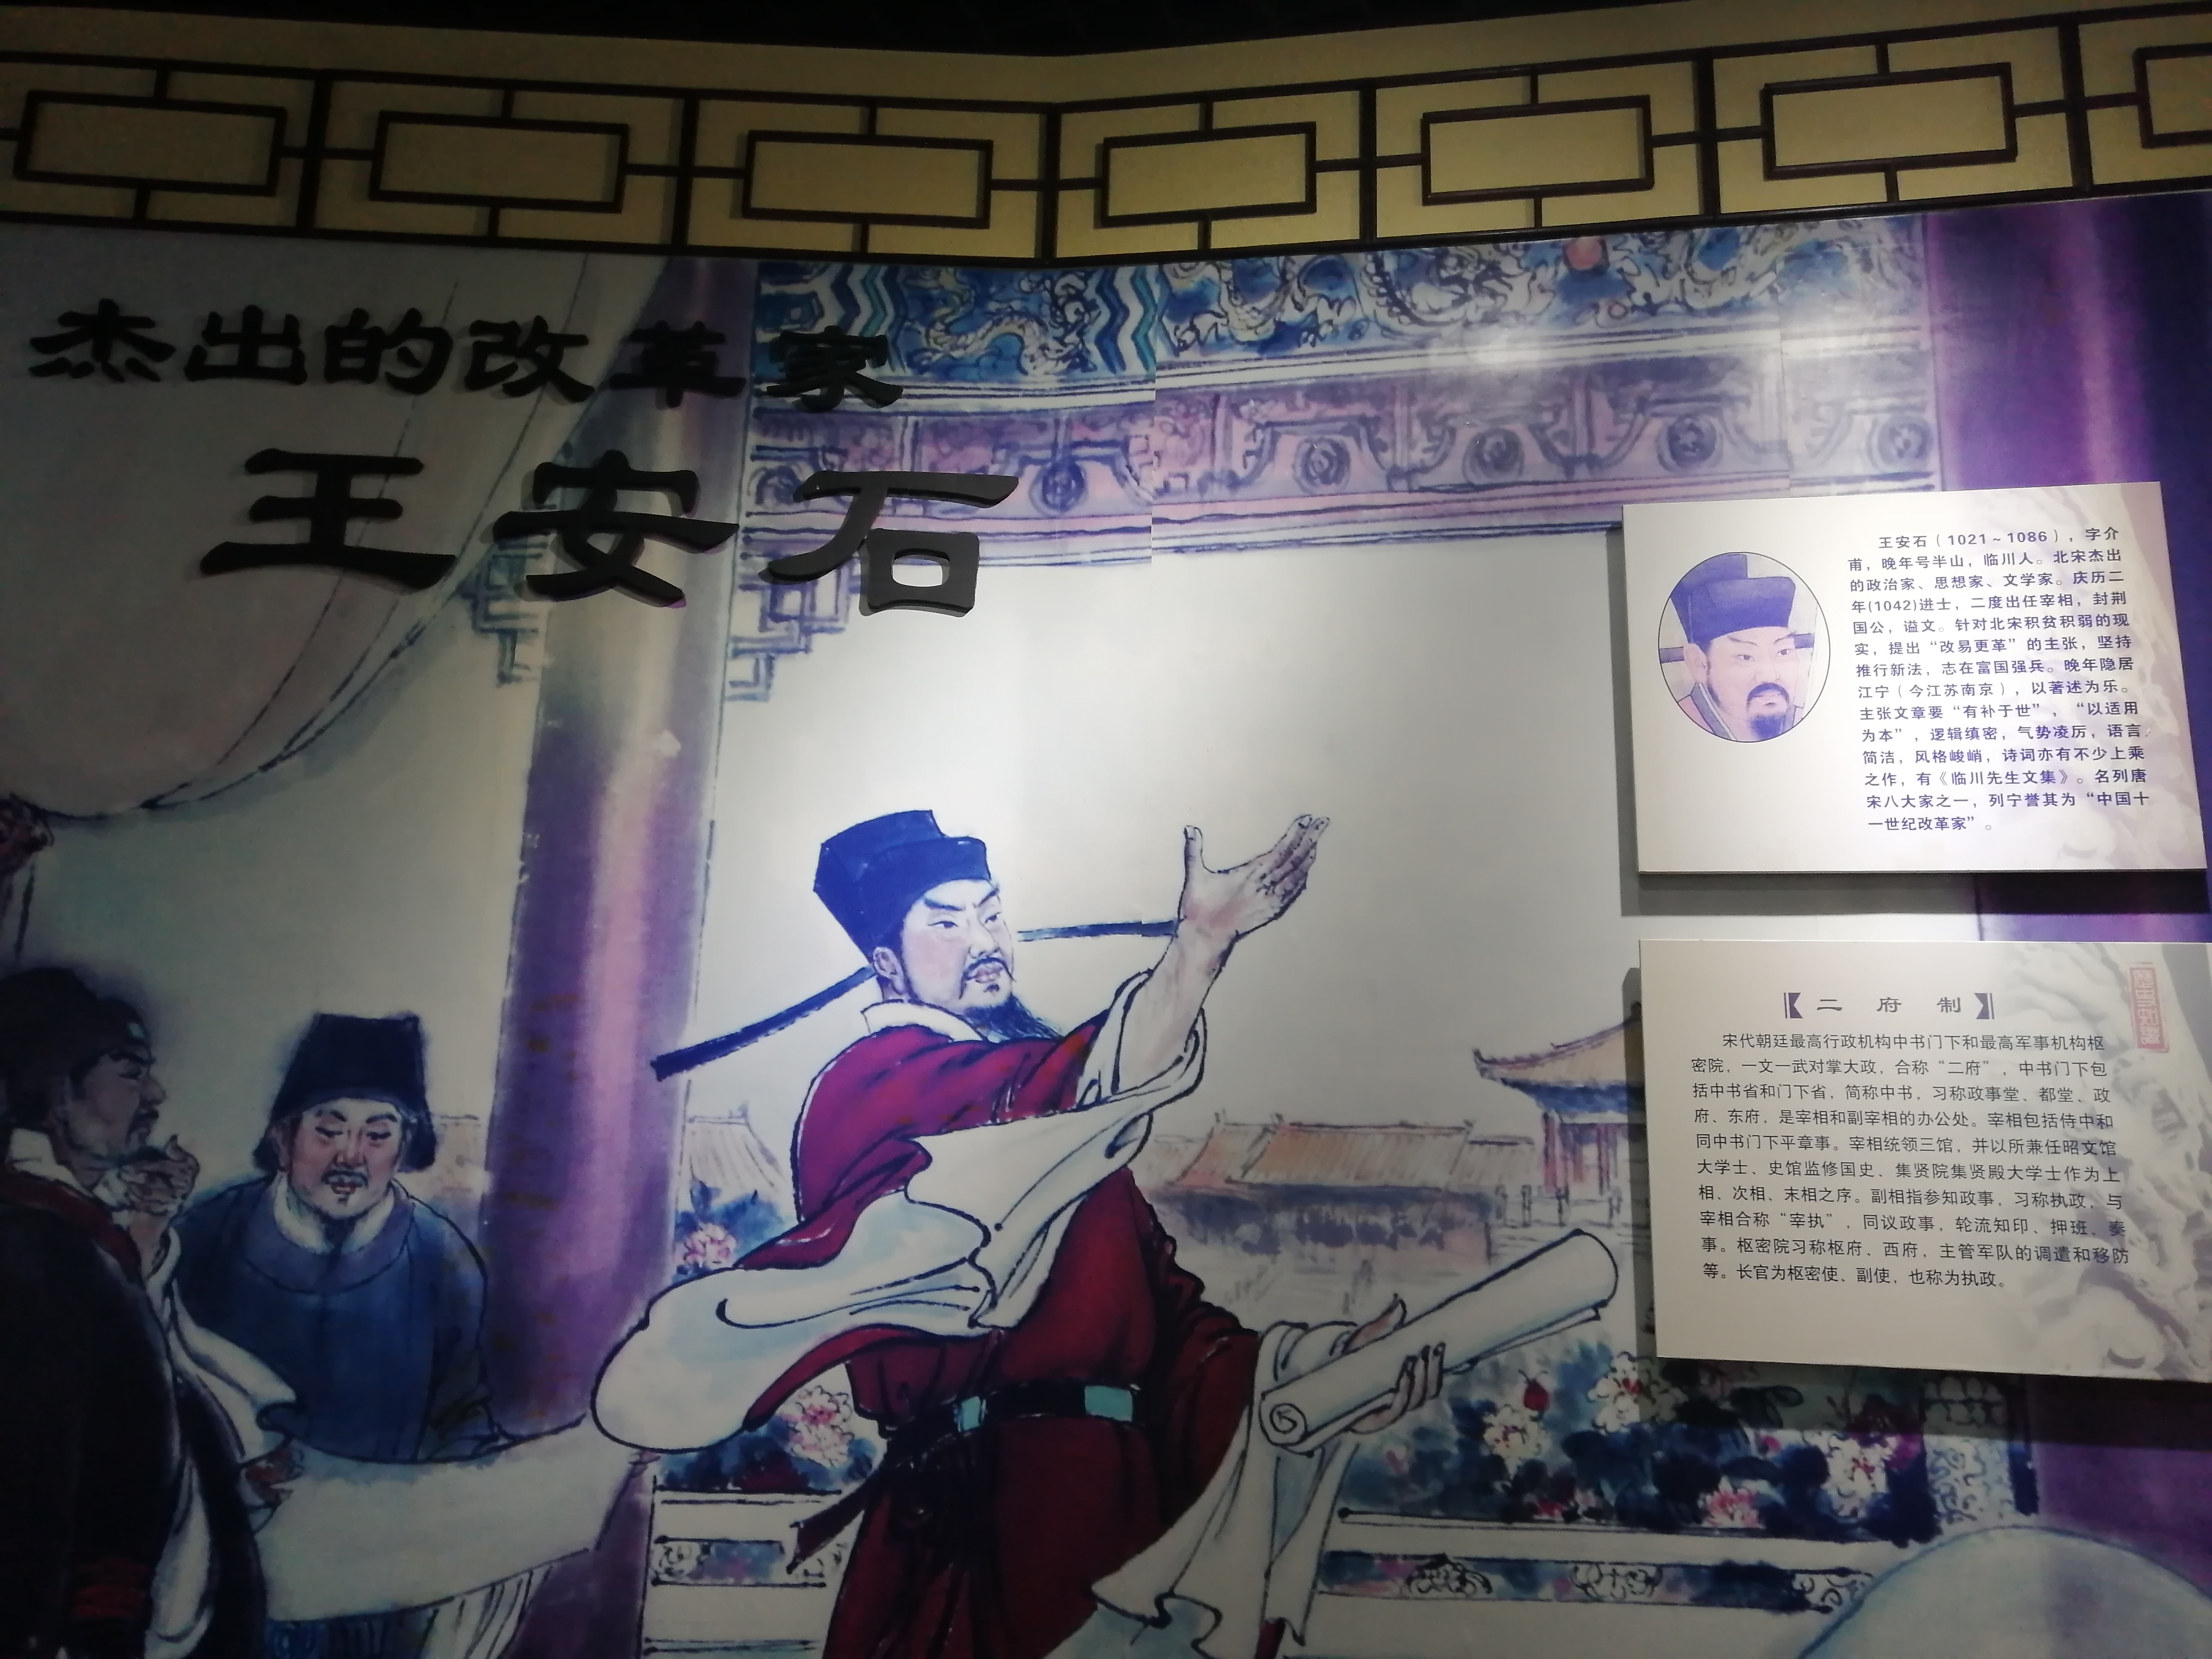 杰出的改革家
王安石
王安石（1021~1086），字介
甫，晚年号半山，临川人。北宋杰出
的政治家、思想家、文学家。庆历二
年(1042)进士，二度出任宰相，封荆
国公，谥文。针对北宋积贫积弱的现
实，提出“改易更革”的主张，坚持
推行新法，志在富国强兵。晚年隐居
江宁（今江苏南京），以著述为乐。
主张文章要“有补于世”，“以适用
为本”，逻辑缜密，气势凌厉，语言
简洁，风格峻峭，诗词亦有不少上乘
之作，有《临川先生文集》。名列唐
宋八大家之一，列宁誉其为“中国十
一世纪改革家”。
【二府制】
宋代朝廷最高行政机构中书门下和最高军事机构枢
密院，一文一武对掌大政，合称“二府”，中书门下包
括中书省和门下省，简称中书，习称政事堂、都堂、政
府、东府，是宰相和副宰相的办公处。宰相包括侍中和
同中书门下平章事。宰相统领三馆，并以所兼任昭文馆
大学士、史馆监修国史、集贤院集贤殿大学士作为上
相、次相、末相之序。副相指参知政事，习称执政，与
宰相合称“宰执”，同议政事，轮流知印、押班、奏
事。枢密院习称枢府、西府，主管军队的调遣和移防
等。长官为枢密使、副使，也称为执政。